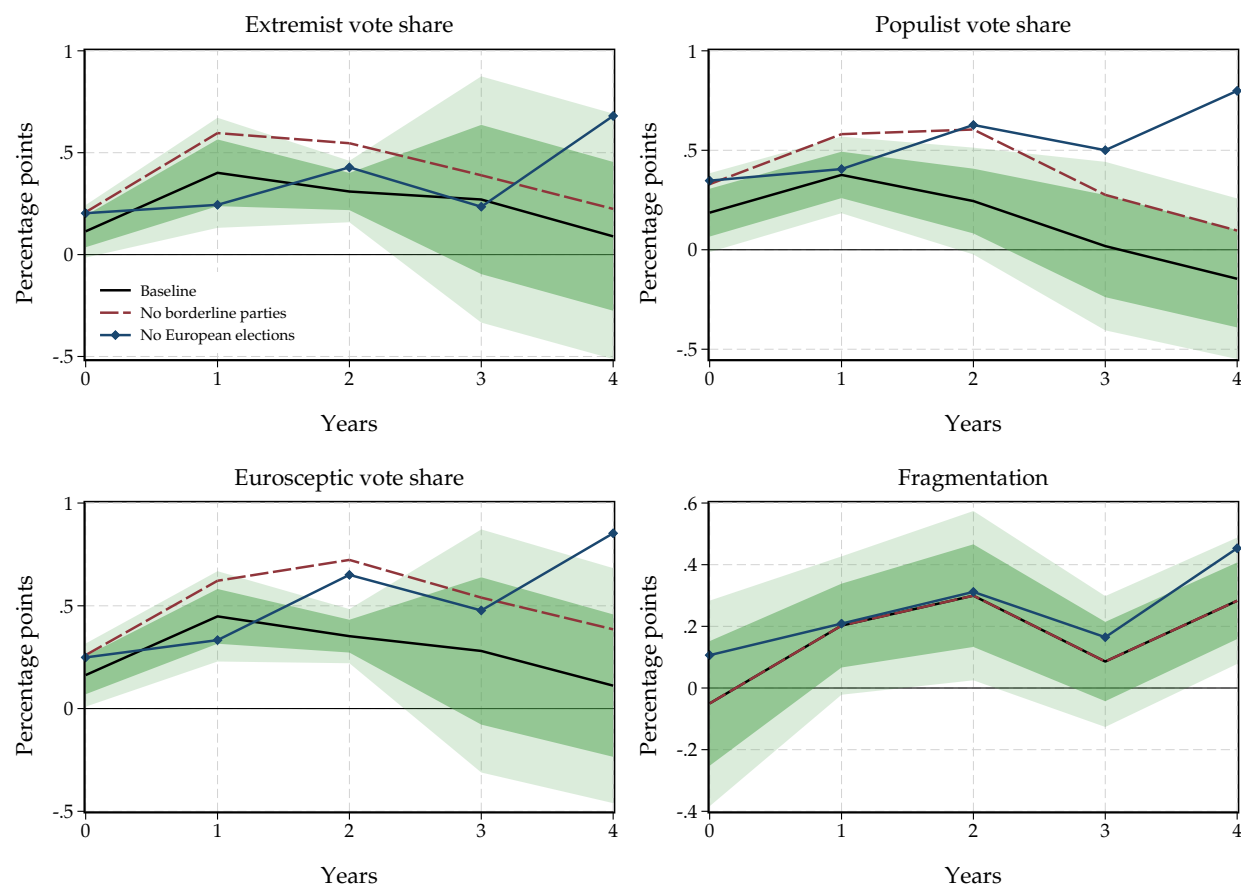 Extremist vote share
Populist vote share
Percentage points
1
.5
0
-.5
Baseline
No borderline parties
No European elections
0 1 2 3 4
Years
Percentage points
1
.5
0
-.5
0 1 2 3 4
Years
Eurosceptic vote share
Fragmentation
Percentage points
1
.5
0
-.5
0 1 2 3 4
Years
Percentage points
.6
.4
.2
0
-.2
-.4
0 1 2 3 4
Years